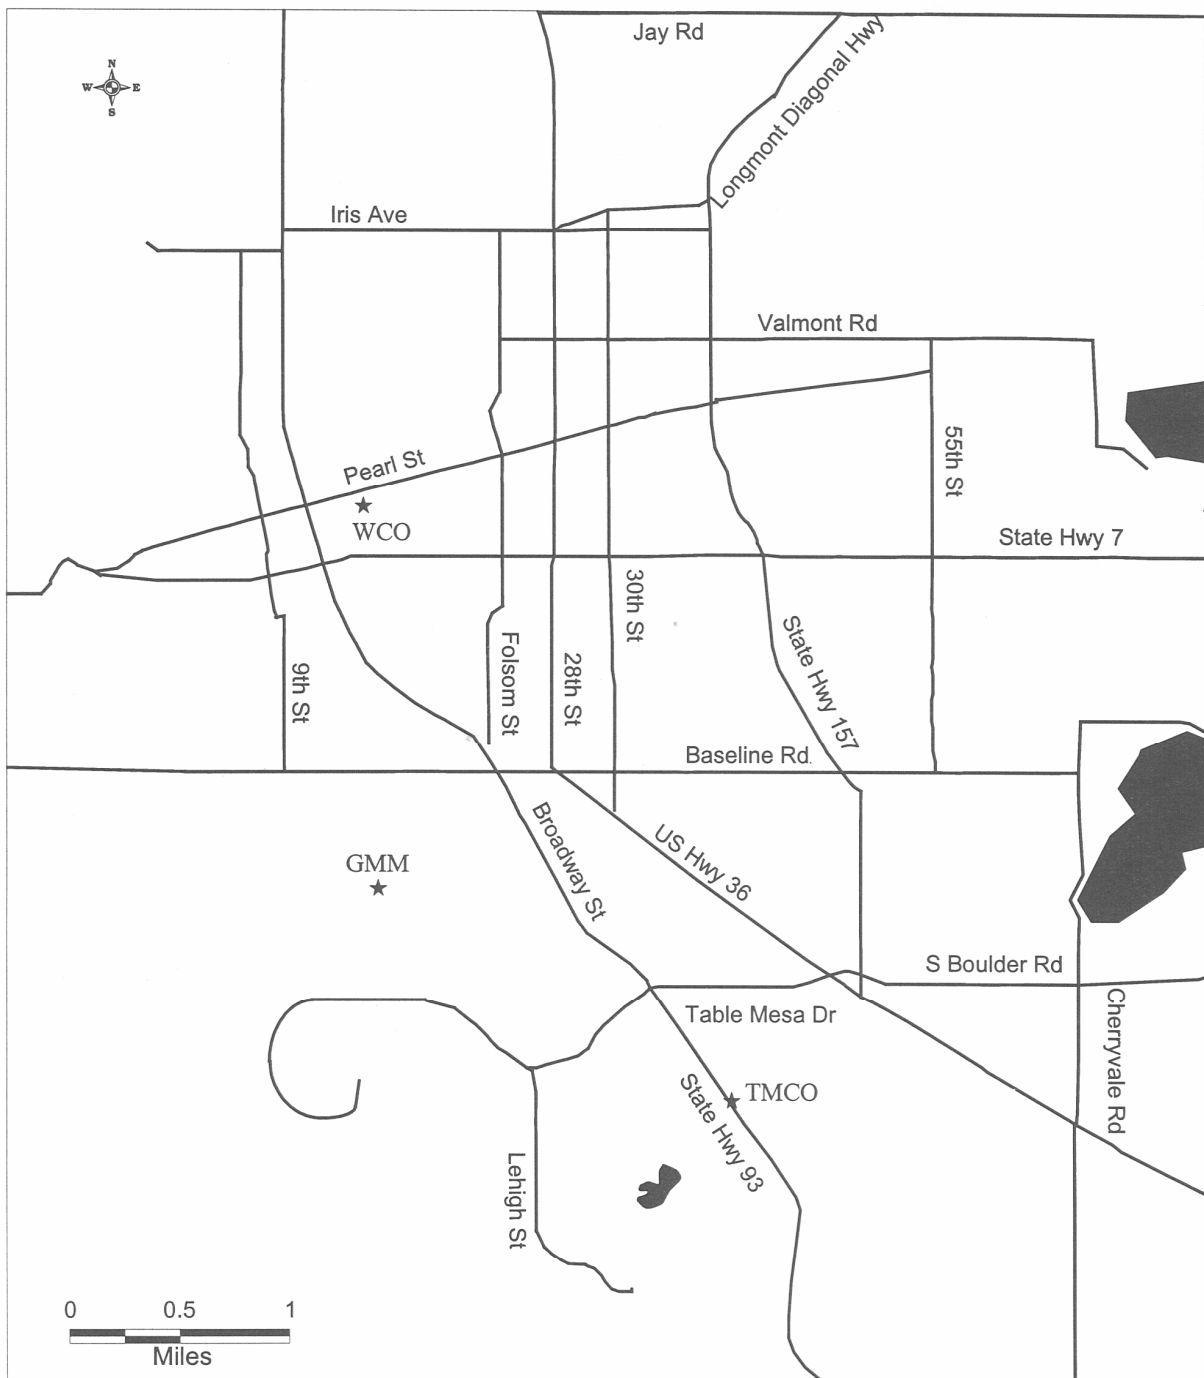 Jay Rd
Longmont Diagonal Hwy
N
W E
S
Iris Ave
Valmont Rd
Pearl St
55th St
WCO
State Hwy 7
30th St
State Hwy 157
Folsom St
28th St
9th St
Baseline Rd.
Broadway St
US Hwy 36
GMM
S Boulder Rd
Table Mesa Dr
Cherryvale Rd
State Hwy 93
TMCO
Lehigh St
0 0.5 1
Miles